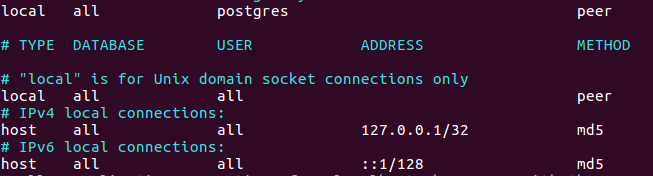 local   all             postgres                                peer
# TYPE  DATABASE        USER            ADDRESS                 METHOD
# "local" is for Unix domain socket connections only
local   all             all                                     peer
# IPv4 local connections:
host    all             all             127.0.0.1/32            md5
# IPv6 local connections:
host    all             all             ::1/128                 md5